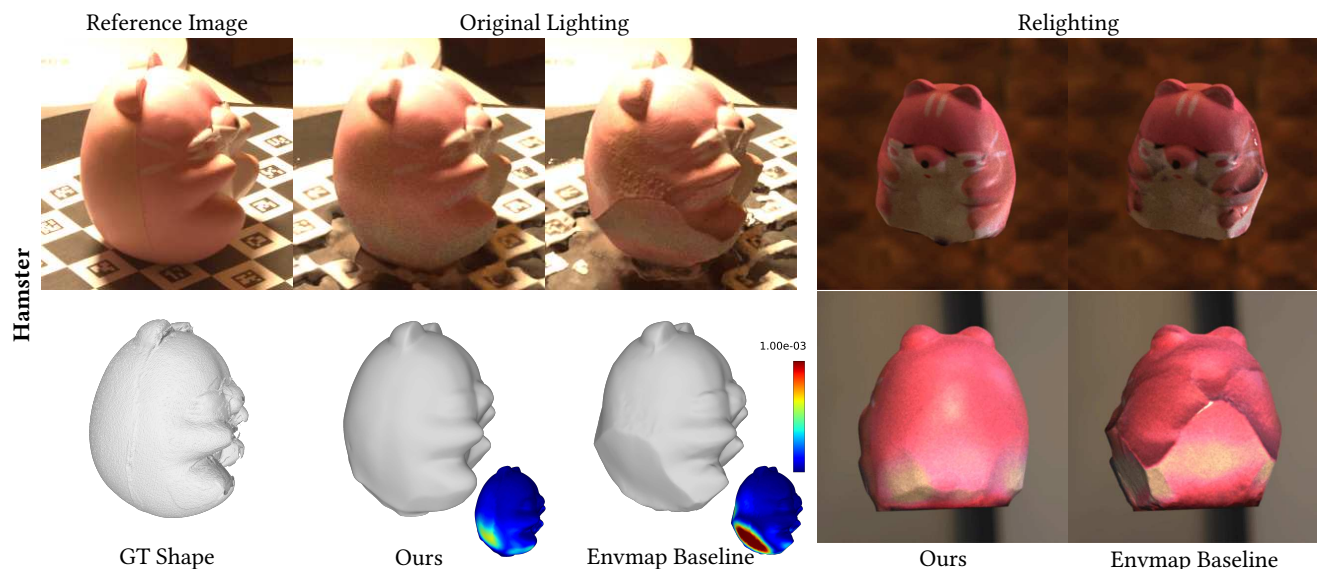 Reference Image
Original Lighting
Relighting
Hamster
1.00e-03
GT Shape
Ours
Envmap Baseline
Ours
Envmap Baseline